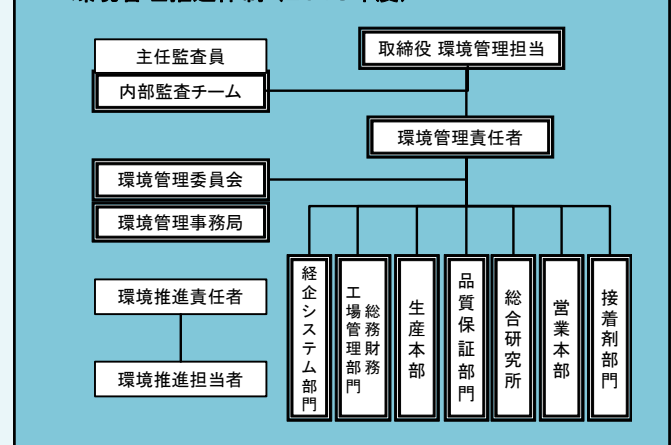 主任監査員
取締役 環境管理担当
内部監査チーム
環境管理責任者
環境管理委員会
環境管理事務局
環境推進責任者
環境推進担当者
経企システム部門
総務財務
工場管理部門
生産本部
品質保証部門
総合研究所
営業本部
接着剤部門